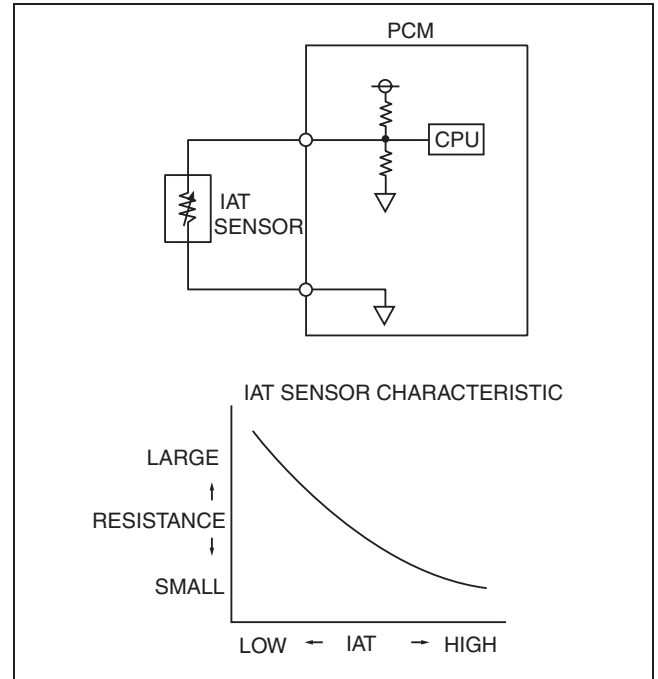 PCM
CPU
IAT
SENSOR
IAT SENSOR CHARACTERISTIC
LARGE
↑
RESISTANCE
↓
SMALL
LOW ← IAT → HIGH